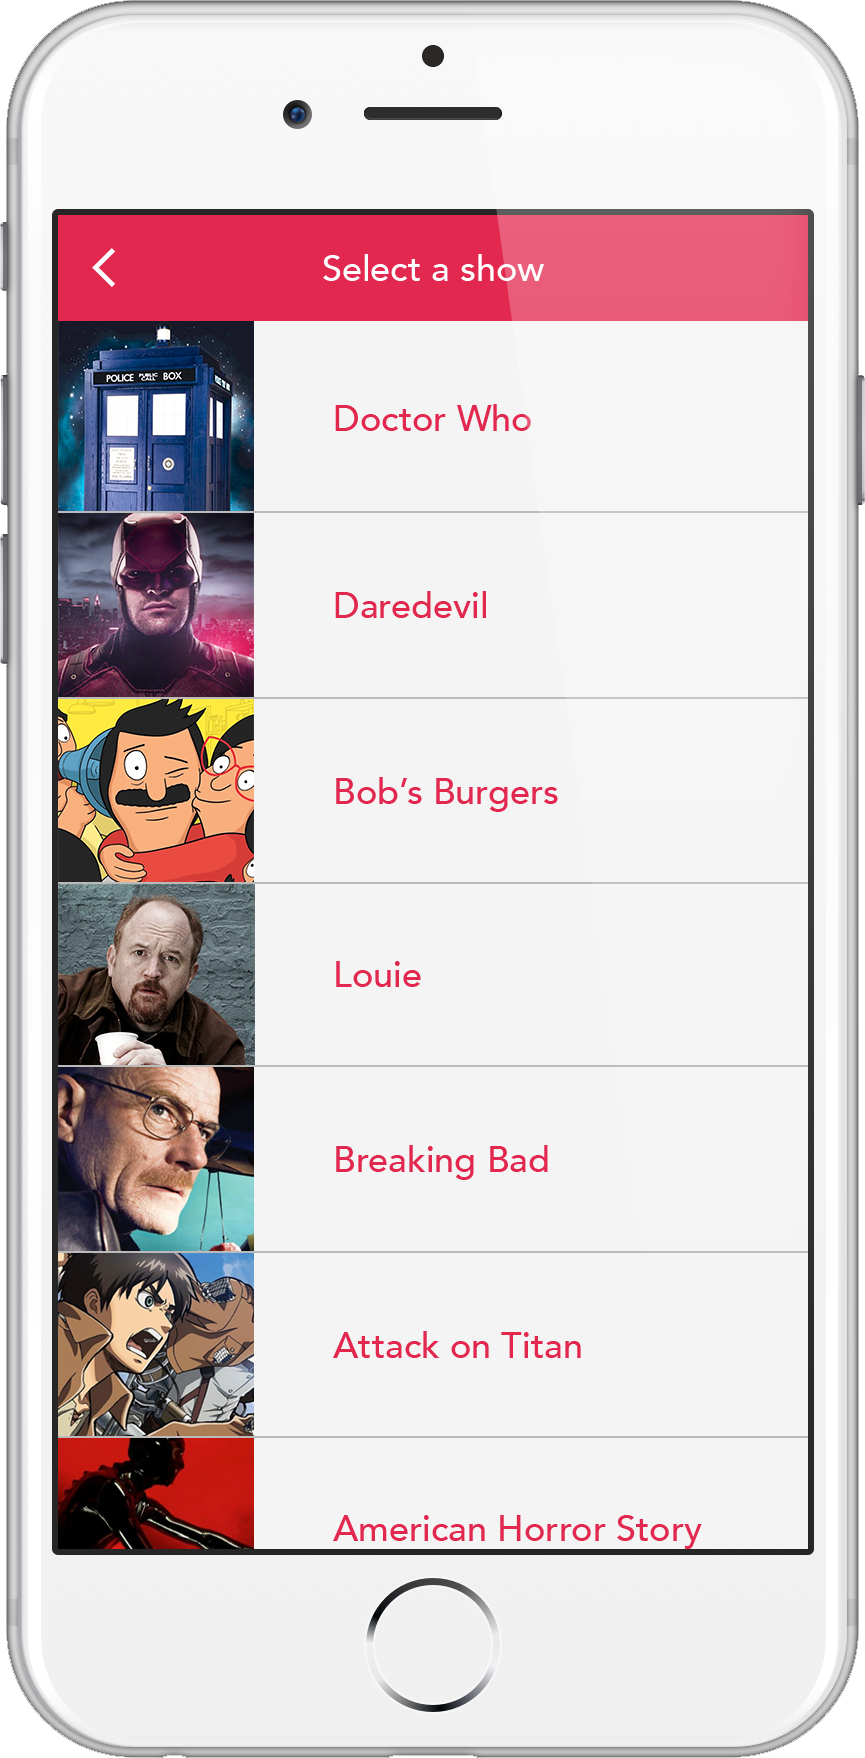 Select a show
POLICE PUBLIC CALL BOX
Doctor Who
Daredevil
Bob’s Burgers
Louie
Breaking Bad
Attack on Titan
American Horror Story